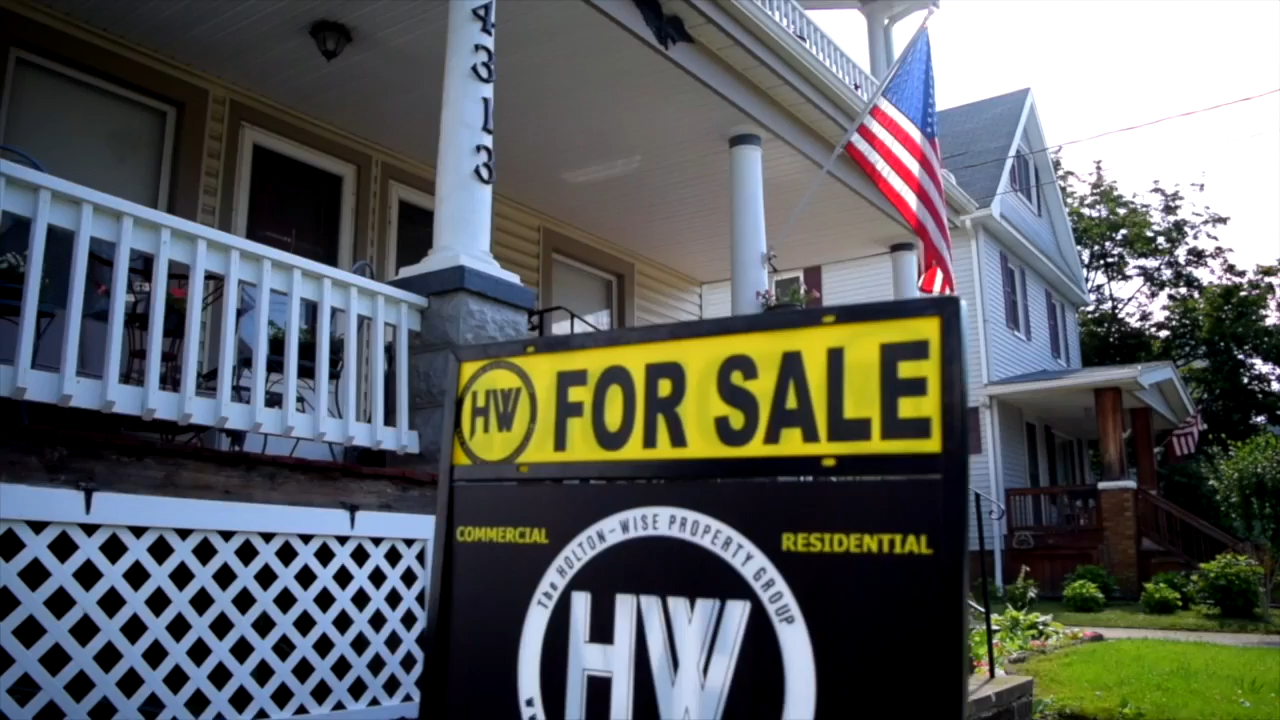 4313
HW FOR SALE
COMMERCIAL
RESIDENTIAL
The HOLTON-WISE PROPERTY GROUP
HW